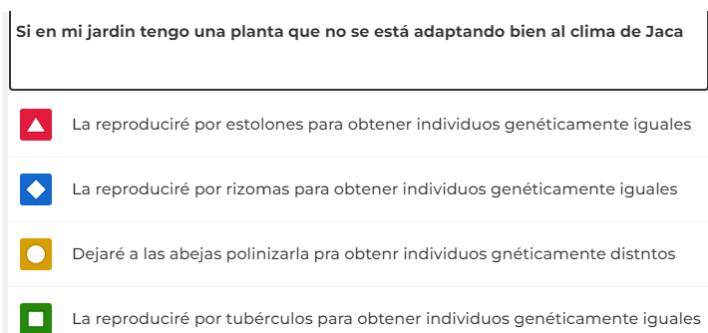 Si en mi jardin tengo una planta que no se está adaptando bien al clima de Jaca
La reproduciré por estolones para obtener individuos genéticamente iguales
La reproduciré por rizomas para obtener individuos genéticamente iguales
Dejaré a las abejas polinizarla pra obtenr individuos gnéticamente distntos
La reproduciré por tubérculos para obtener individuos genéticamente iguales